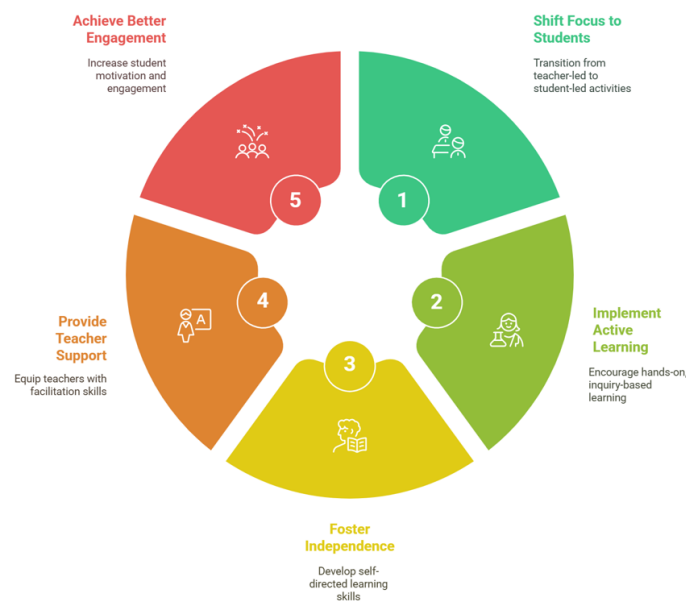 Achieve Better
Engagement
Increase student
motivation and
engagement
Shift Focus to
Students
Transition from
teacher-led to
student-led activities
5
1
4
2
3
A
Provide
Teacher
Support
Equip teachers with
facilitation skills
Implement
Active
Learning
Encourage hands-on,
inquiry-based
learning
Foster
Independence
Develop self-
directed learning
skills